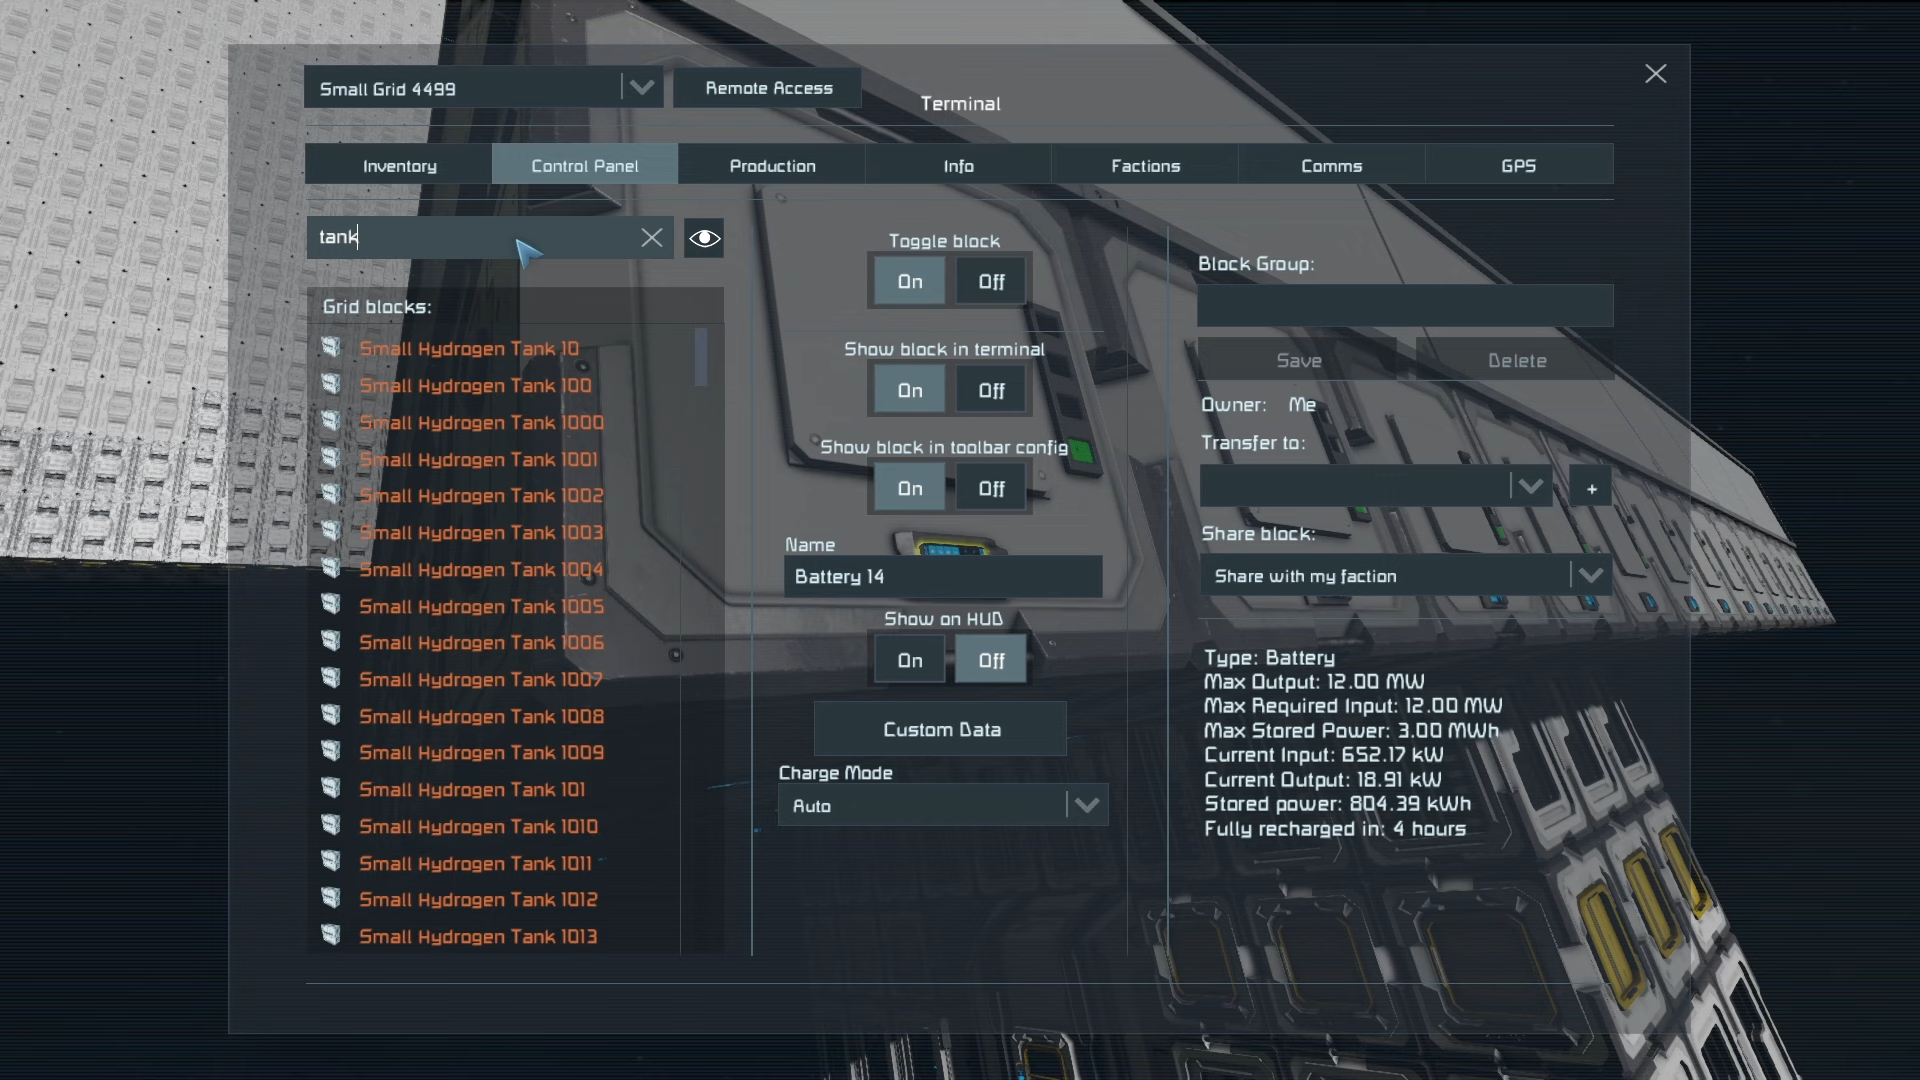 Small Grid 4499
Remote Access
Terminal
Inventory
Control Panel
Production
Info
Factions
Comms
GPS
tank
Grid blocks:
Small Hydrogen Tank 10
Small Hydrogen Tank 100
Small Hydrogen Tank 1000
Small Hydrogen Tank 1001
Small Hydrogen Tank 1002
Small Hydrogen Tank 1003
Small Hydrogen Tank 1004
Small Hydrogen Tank 1005
Small Hydrogen Tank 1006
Small Hydrogen Tank 1007
Small Hydrogen Tank 1008
Small Hydrogen Tank 1009
Small Hydrogen Tank 101
Small Hydrogen Tank 1010
Small Hydrogen Tank 1011
Small Hydrogen Tank 1012
Small Hydrogen Tank 1013
Toggle block
On Off
Show block in terminal
On Off
Show block in toolbar config
On Off
Name
Battery 14
Show on HUD
On Off
Custom Data
Charge Mode
Auto
Block Group:
Save Delete
Owner: Me
Transfer to:
+
Share block:
Share with my faction
Type: Battery
Max Output: 12.00 MW
Max Required Input: 12.00 MW
Max Stored Power: 3.00 MWh
Current Input: 652.17 kW
Current Output: 18.91 kW
Stored power: 804.39 kWh
Fully recharged in: 4 hours